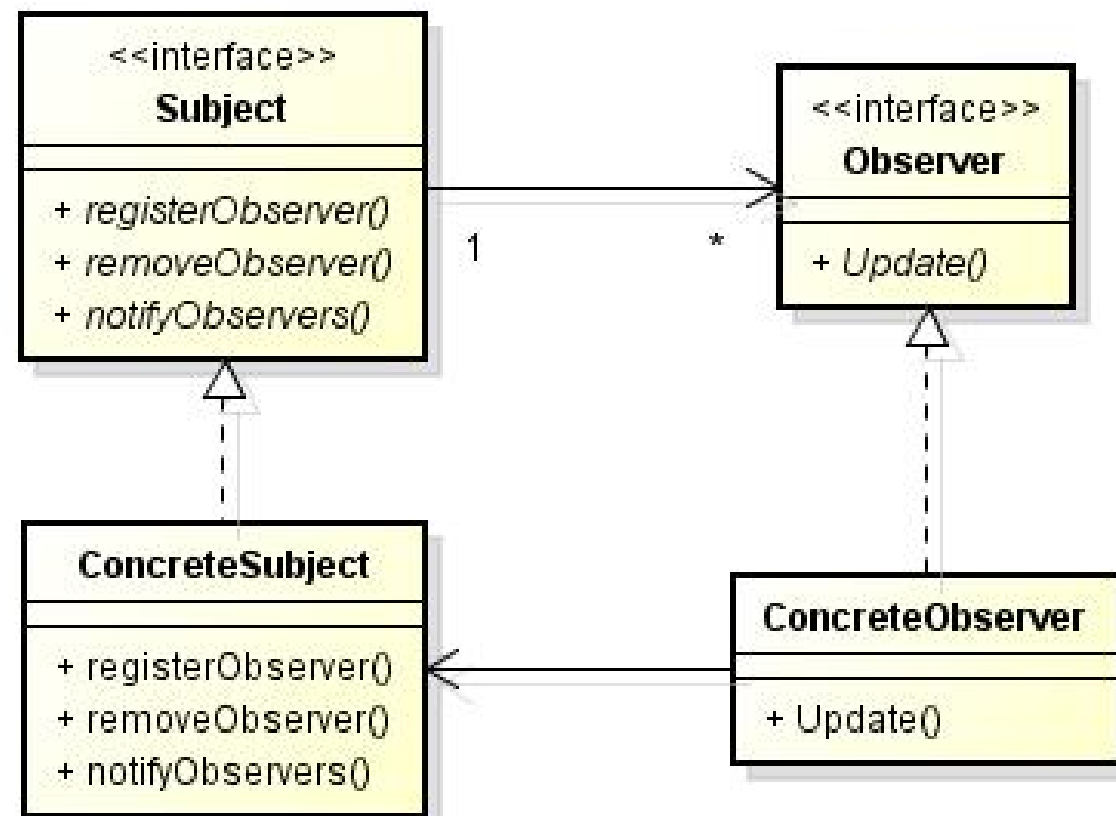 <<interface>>
Subject
+ registerObserver()
+ removeObserver()
+ notifyObservers()
<<interface>>
Observer
+ Update()
1
*
ConcreteSubject
+ registerObserver()
+ removeObserver()
+ notifyObservers()
ConcreteObserver
+ Update()